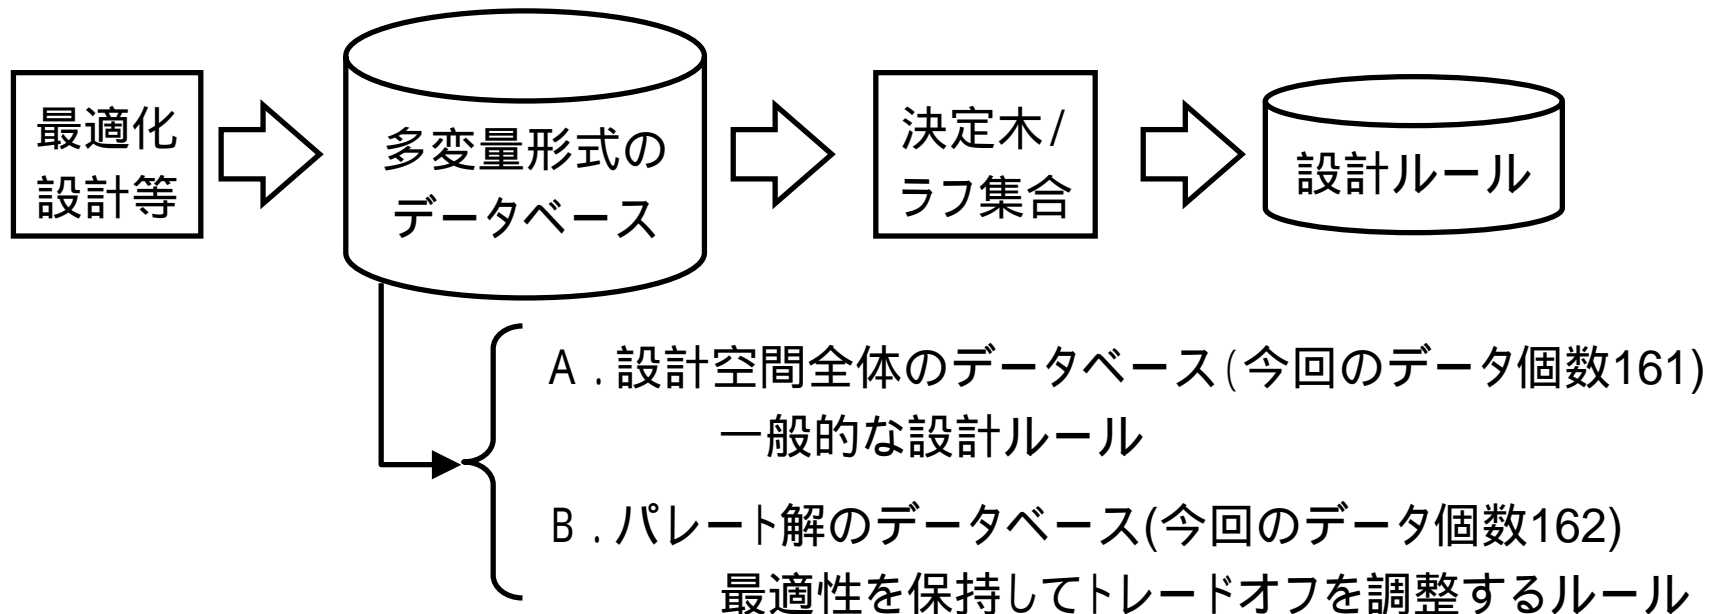 最適化
設計等
多変量形式の
データベース
決定木/
ラフ集合
設計ルール
A．設計空間全体のデータベース(今回のデータ個数161)
一般的な設計ルール
B．パレート解のデータベース(今回のデータ個数162)
最適性を保持してトレードオフを調整するルール